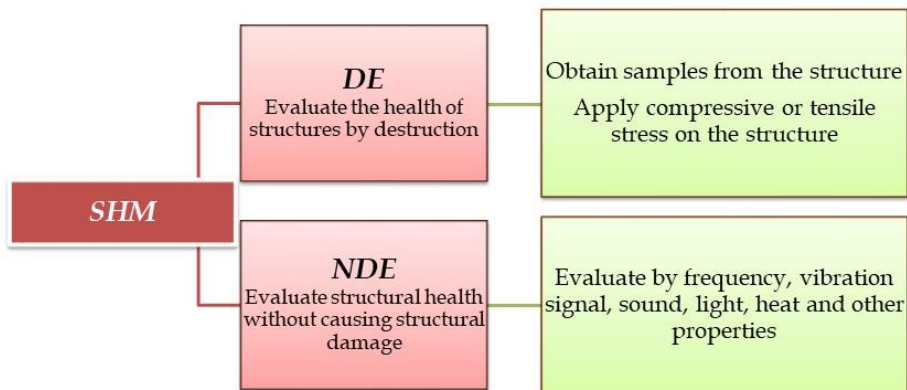 SHM
DE
Evaluate the health of
structures by destruction
Obtain samples from the structure
Apply compressive or tensile
stress on the structure
NDE
Evaluate structural health
without causing structural
damage
Evaluate by frequency, vibration
signal, sound, light, heat and other
properties